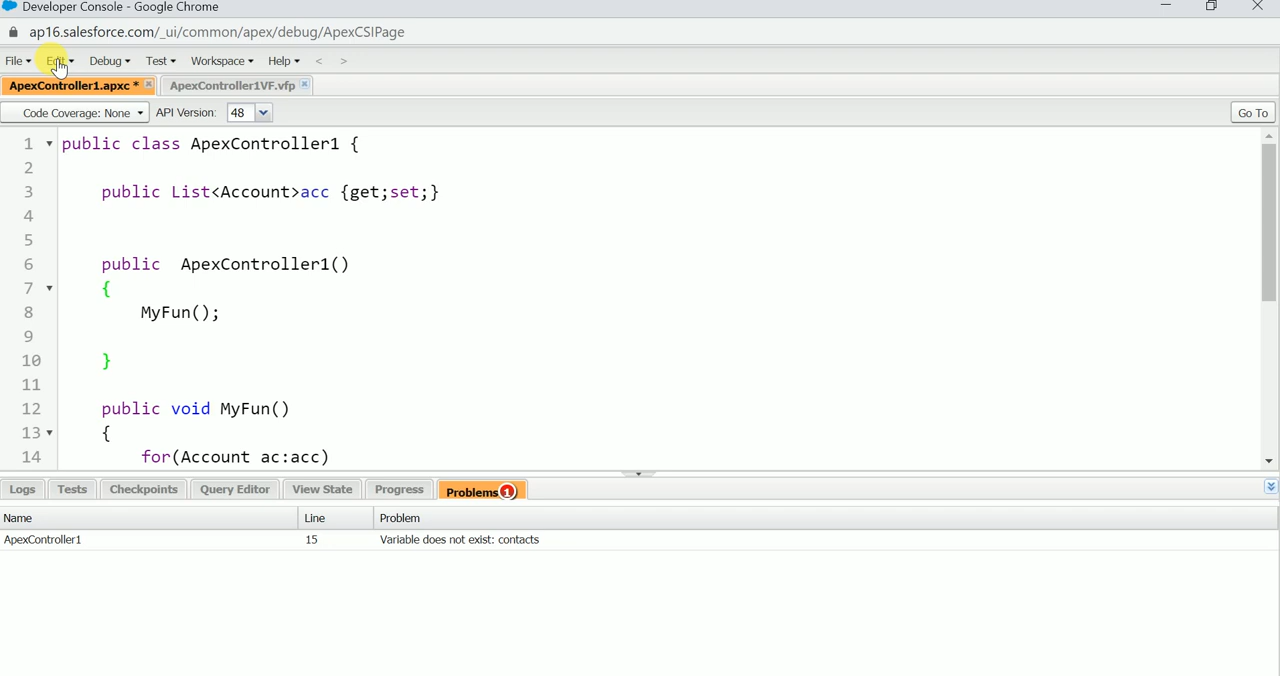 Developer Console - Google Chrome
ap16.salesforce.com/_ui/common/apex/debug/ApexCSIPage
File Edit Debug Test Workspace Help < >
ApexController1.apxc * ApexController1VF.vfp
Code Coverage: None API Version: 48 Go To
1 public class ApexController1 {
2
3 public List<Account>acc {get;set;}
4
5
6 public ApexController1()
7 {
8 MyFun();
9
10 }
11
12 public void MyFun()
13 {
14 for(Account ac:acc)
Logs Tests Checkpoints Query Editor View State Progress Problems 1
Name Line Problem
ApexController1 15 Variable does not exist: contacts